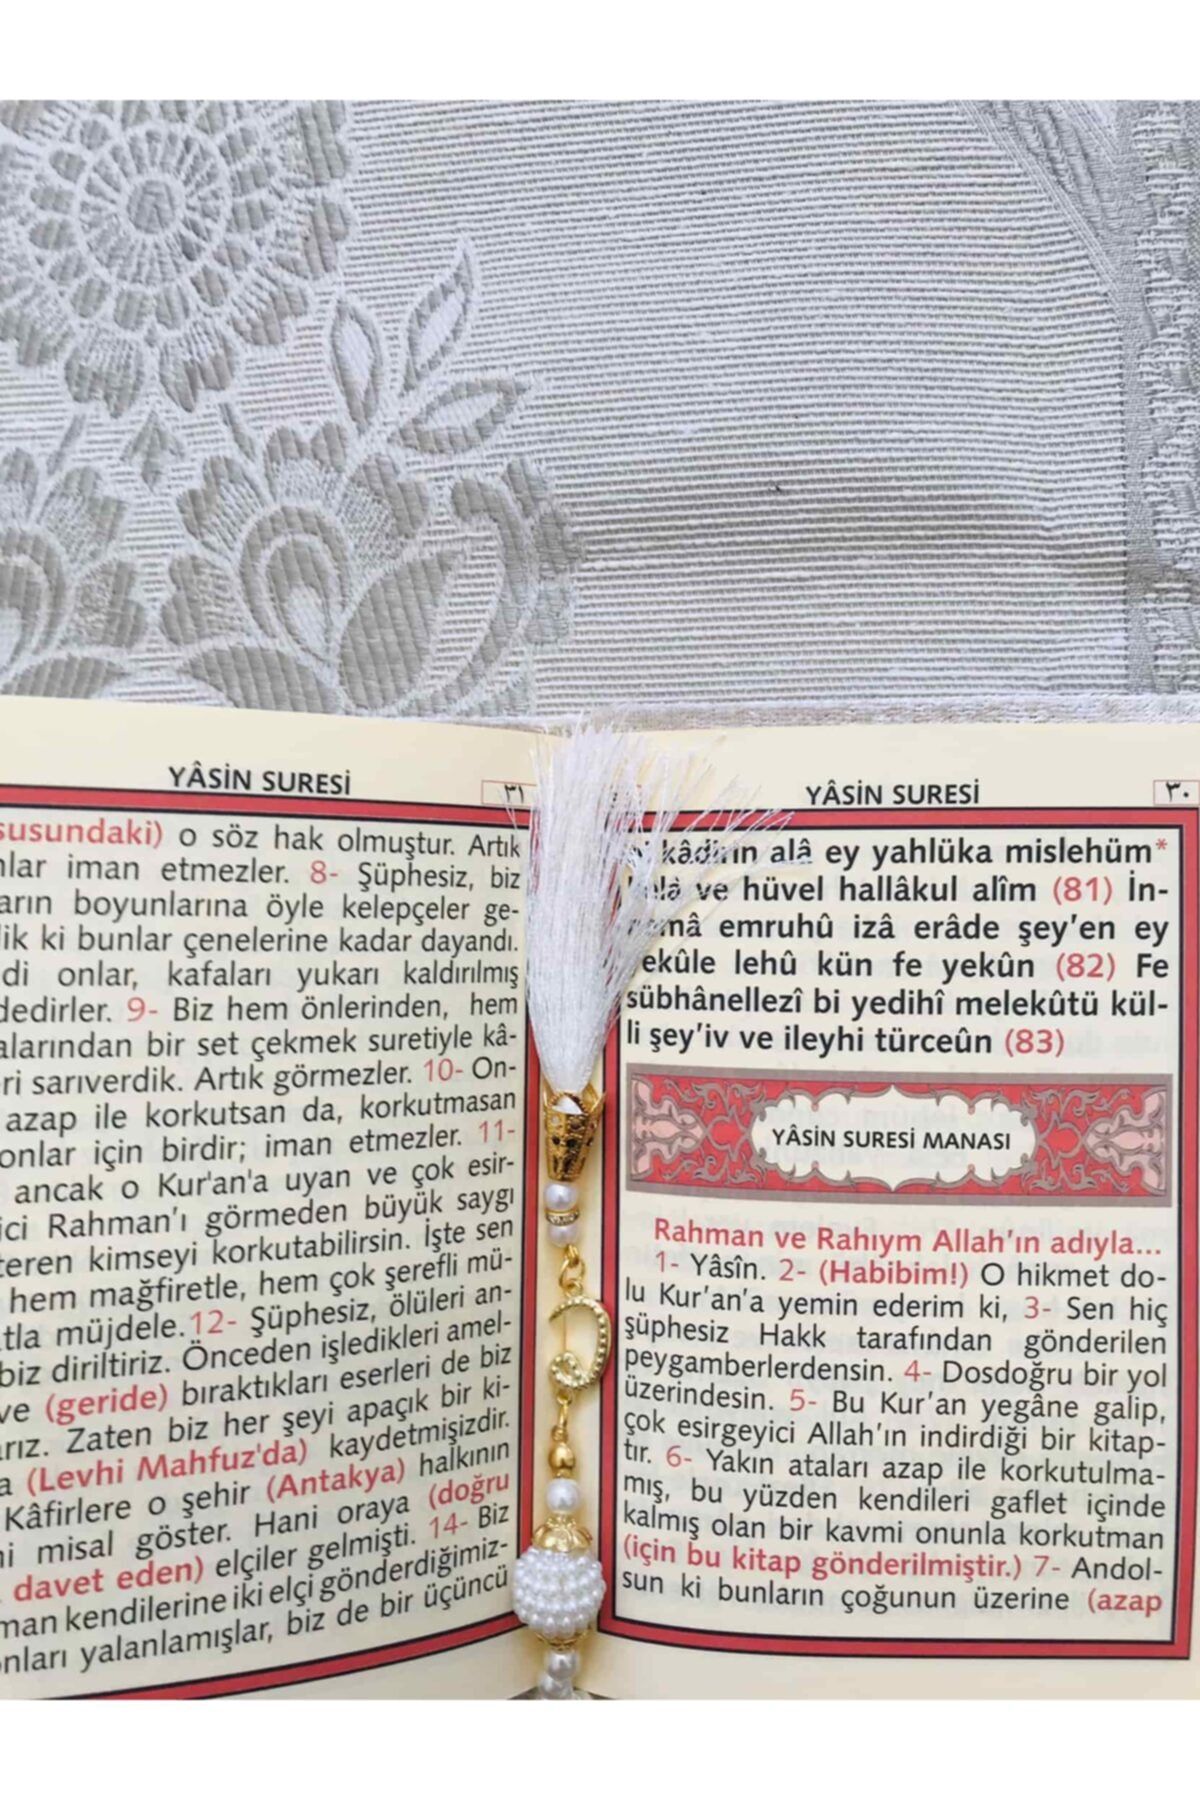 YÂSİN SURESİ
٣٠
kâdirin alâ ey yahlüka mislehüm*
ve hüvel hallâkul alîm (81) İn-
emruhû izâ erâde şey'en ey
yekûle lehû kün fe yekûn (82) Fe
sübhânellezî bi yedihî melekûtü kül-
li şey'iv ve ileyhi türceûn (83)
YÂSİN SURESİ MANASI
Rahman ve Rahıym Allah'ın adıyla...
1- Yâsîn. 2- (Habibim!) O hikmet do-
lu Kur'an'a yemin ederim ki, 3- Sen hiç
şüphesiz Hakk tarafından gönderilen
peygamberlerdensin. 4- Dosdoğru bir yol
üzerindesin. 5- Bu Kur'an yegâne galip,
çok esirgeyici Allah'ın indirdiği bir kitap-
tır. 6- Yakın ataları azap ile korkutulma-
mış, bu yüzden kendileri gaflet içinde
kalmış olan bir kavmi onunla korkutman
(için bu kitap gönderilmiştir.) 7- Andol-
sun ki bunların çoğunun üzerine (azap
YÂSİN SURESİ
٣١
susundaki) o söz hak olmuştur. Artık
nlar iman etmezler. 8- Şüphesiz, biz
arın boyunlarına öyle kelepçeler ge-
dik ki bunlar çenelerine kadar dayandı.
di onlar, kafaları yukarı kaldırılmış
dedirler. 9- Biz hem önlerinden, hem
alarından bir set çekmek suretiyle kâ-
eri sarıverdik. Artık görmezler. 10- On-
azap ile korkutsan da, korkutmasan
onlar için birdir; iman etmezler. 11-
ancak o Kur'an'a uyan ve çok esir-
ici Rahman'ı görmeden büyük saygı
teren kimseyi korkutabilirsin. İşte sen
hem mağfiretle, hem çok şerefli mü-
tla müjdele. 12- Şüphesiz, ölüleri an-
biz diriltiriz. Önceden işledikleri amel-
ve (geride) bıraktıkları eserleri de biz
arız. Zaten biz her şeyi apaçık bir ki-
a (Levhi Mahfuz'da) kaydetmişizdir.
Kâfirlere o şehir (Antakya) halkının
ni misal göster. Hani oraya (doğru
davet eden) elçiler gelmişti. 14- Biz
man kendilerine iki elçi gönderdiğimiz-
onları yalanlamışlar, biz de bir üçüncü